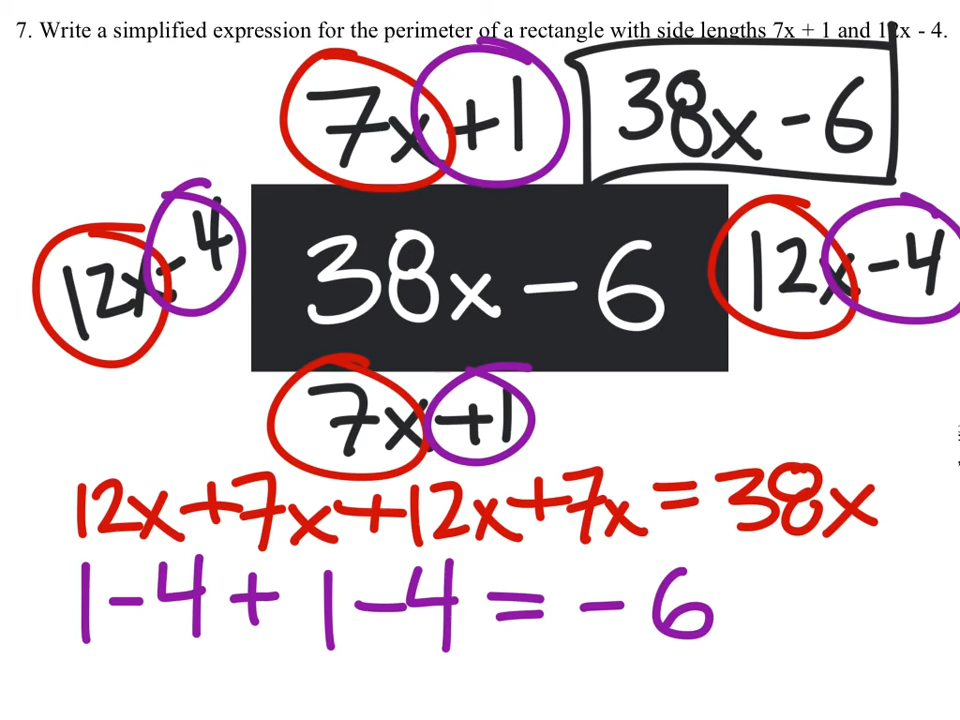 7. Write a simplified expression for the perimeter of a rectangle with side lengths 7x + 1 and 12x - 4.
7x+1
38x-6
12x-4
38x-6
12x-4
7x+1
12x+7x+12x+7x=38x
1-4+1-4=-6